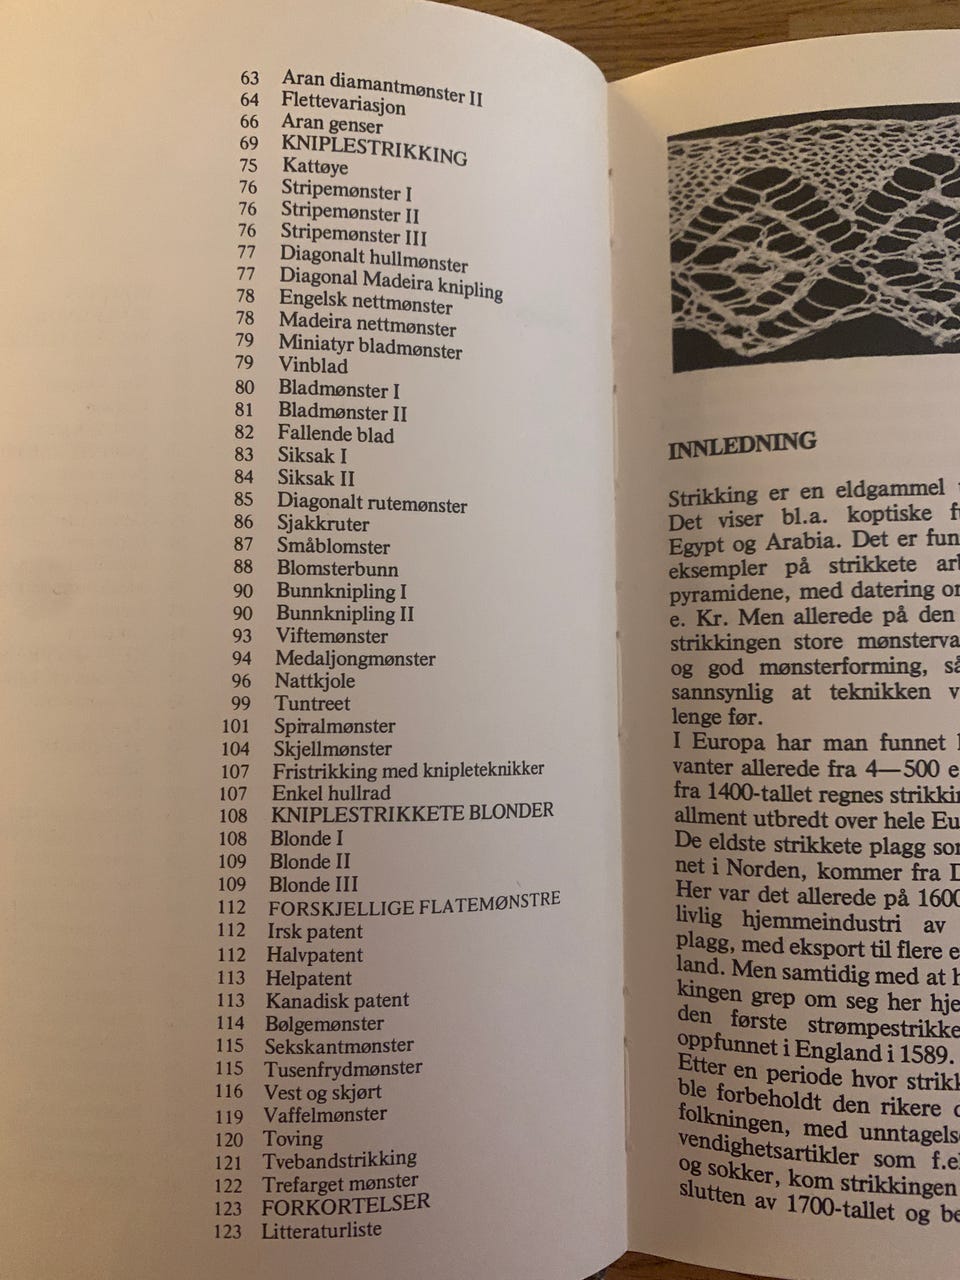 63 Aran diamantmønster II
64 Flettevariasjon
66 Aran genser
69 KNIPLESTRIKKING
75 Kattøye
76 Stripemønster I
76 Stripemønster II
76 Stripemønster III
77 Diagonalt hullmønster
77 Diagonal Madeira knipling
78 Engelsk nettmønster
78 Madeira nettmønster
79 Miniatyr bladmønster
79 Vinblad
80 Bladmønster I
81 Bladmønster II
82 Fallende blad
83 Siksak I
84 Siksak II
85 Diagonalt rutemønster
86 Sjakkruter
87 Småblomster
88 Blomsterbunn
90 Bunnknipling I
90 Bunnknipling II
93 Viftemønster
94 Medaljongmønster
96 Nattkjole
99 Tuntreet
101 Spiralmønster
104 Skjellmønster
107 Fristrikking med knipleteknikker
107 Enkel hullrad
108 KNIPLESTRIKKETE BLONDER
108 Blonde I
109 Blonde II
109 Blonde III
112 FORSKJELLIGE FLATEMØNSTRE
112 Irsk patent
112 Halvpatent
113 Helpatent
113 Kanadisk patent
114 Bølgemønster
115 Sekskantmønster
115 Tusenfrydmønster
116 Vest og skjørt
119 Vaffelmønster
120 Toving
121 Tvebandstrikking
122 Trefarget mønster
123 FORKORTELSER
123 Litteraturliste
INNLEDNING
Strikking er en eldgammel
Det viser bl.a. koptiske
Egypt og Arabia. Det er
eksempler på strikkete
pyramidene, med datering
e. Kr. Men allerede på den
strikkingen store
og god mønsterforming,
sannsynlig at teknikken
lenge før.
I Europa har man funnet
vanter allerede fra 4—500
fra 1400-tallet regnes
allment utbredt over hele
De eldste strikkete plagg
net i Norden, kommer fra
Her var det allerede på
livlig hjemmeindustri av
plagg, med eksport til flere
land. Men samtidig med at
kingen grep om seg her
den første
oppfunnet i England i 1589.
Etter en periode hvor
ble forbeholdt den rikere
folkningen, med
vendighetsartikler som
og sokker, kom strikkingen
slutten av 1700-tallet og